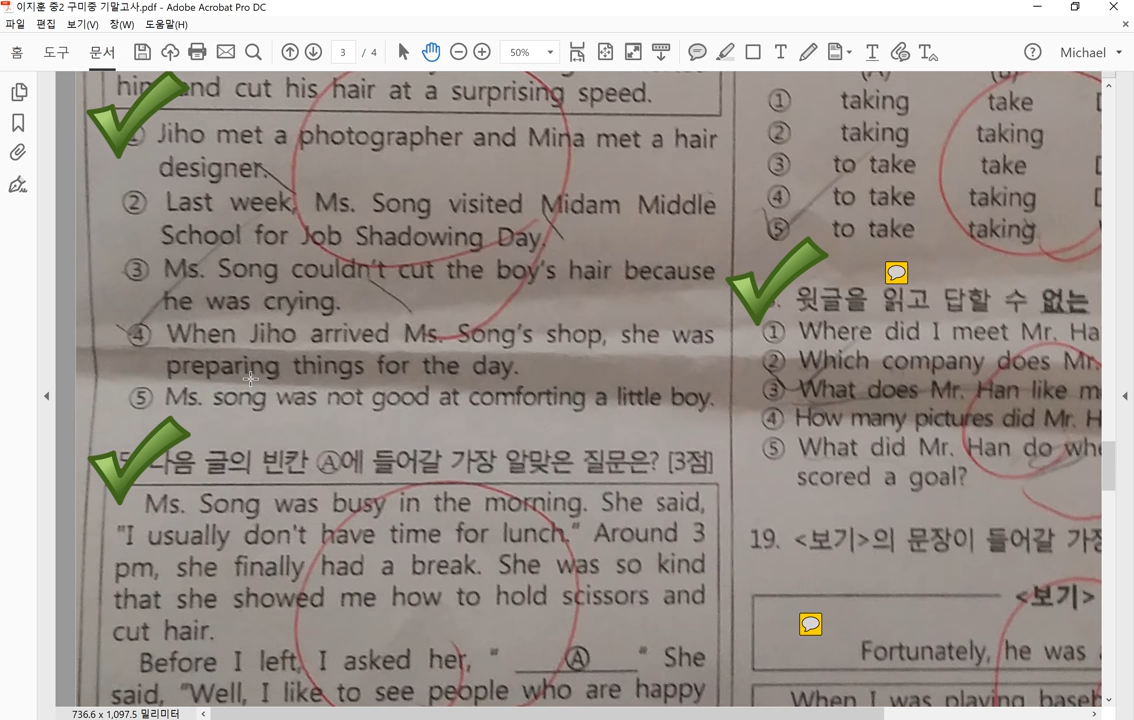 이지훈 중2 구미중 기말고사.pdf - Adobe Acrobat Pro DC
파일 편집 보기(V) 창(W) 도움말(H)
홈 도구 문서 3 / 4 50% Michael
and cut his hair at a surprising speed.
Jiho met a photographer and Mina met a hair
designer.
② Last week, Ms. Song visited Midam Middle
School for Job Shadowing Day.
③ Ms. Song couldn't cut the boy's hair because
he was crying.
④ When Jiho arrived Ms. Song's shop, she was
preparing things for the day.
⑤ Ms. song was not good at comforting a little boy.
다음 글의 빈칸 Ⓐ에 들어갈 가장 알맞은 질문은? [3점]
Ms. Song was busy in the morning. She said,
"I usually don't have time for lunch." Around 3
pm, she finally had a break. She was so kind
that she showed me how to hold scissors and
cut hair.
Before I left, I asked her, " Ⓐ " She
said, "Well, I like to see people who are happy
(A) (B)
① taking take
② taking taking
③ to take take
④ to take taking
⑤ to take taking
윗글을 읽고 답할 수 없는
① Where did I meet Mr. Ha
② Which company does Mr.
③ What does Mr. Han like m
④ How many pictures did Mr. H
⑤ What did Mr. Han do whe
scored a goal?
19. <보기>의 문장이 들어갈 가장
<보기>
Fortunately, he was
When I was playing baseb
736.6 x 1,097.5 밀리미터